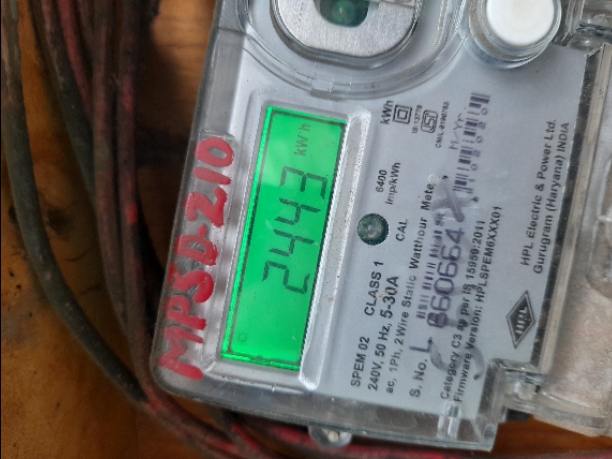 MPSD-210
2443 kWh
kWh
6400
Imp/kWh
CAL
SPEM 02 CLASS 1
240V, 50 Hz, 5-30A
ac, 1Ph, 2 Wire Static Watthour Meter
S. No.
Category C3 as per IS 15959:2011
Firmware Version: HPLSPEM6XXX01
HPL
HPL Electric & Power Ltd.
Gurugram (Haryana) INDIA